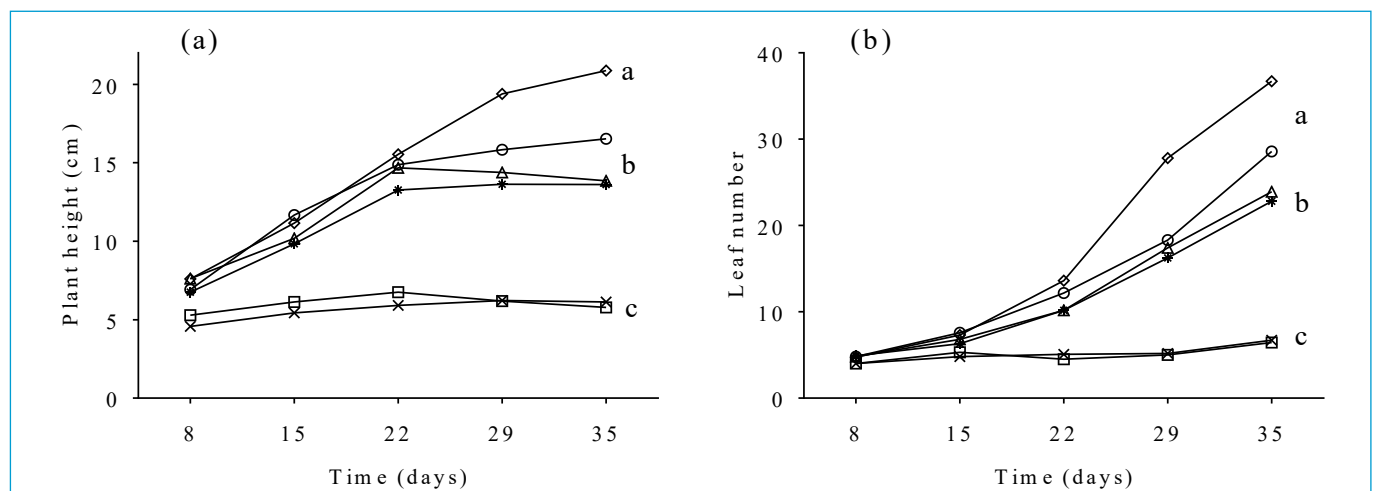 (a)
Plant height (cm)
20
15
10
5
0
8 15 22 29 35
Time (days)
a
b
c
(b)
Leaf number
40
30
20
10
0
8 15 22 29 35
Time (days)
a
b
c